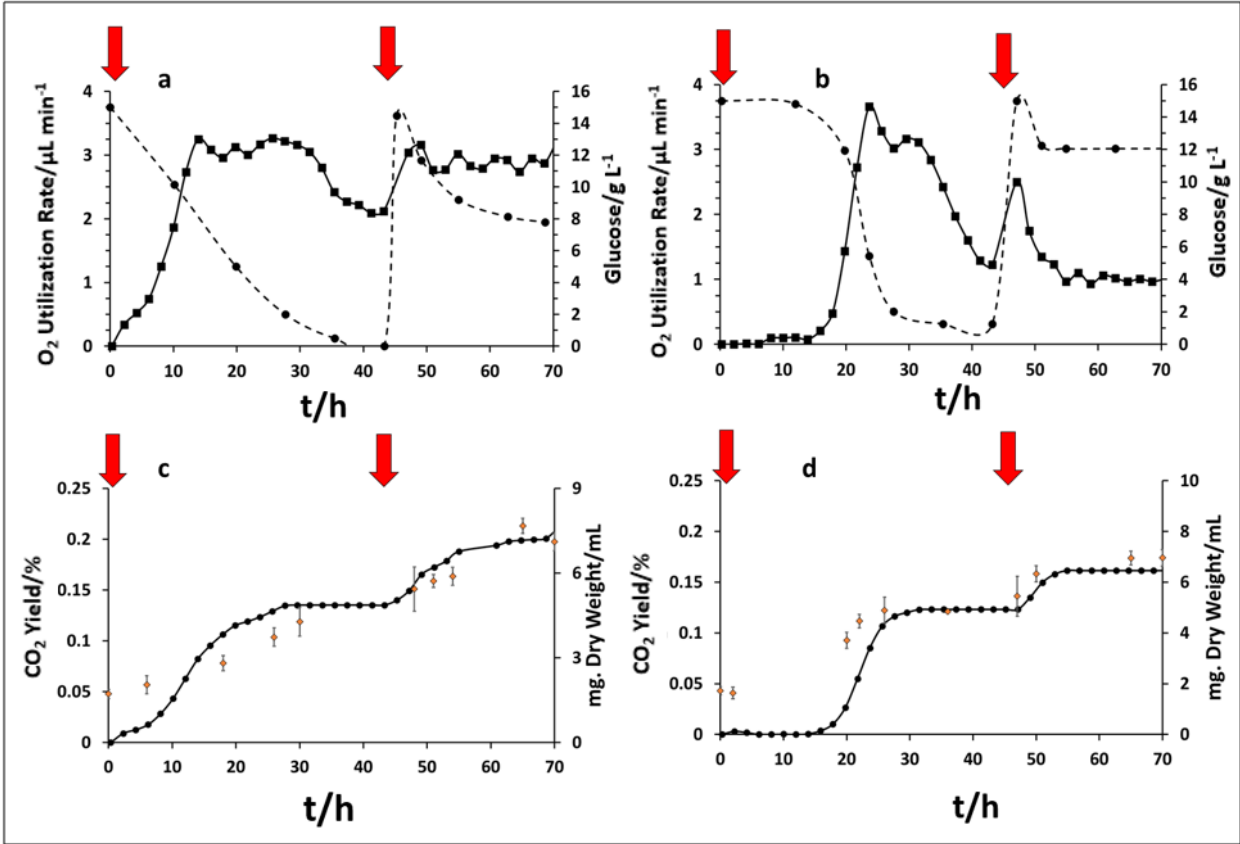 a
O₂ Utilization Rate/µL min⁻¹
4
3
2
1
0
16
14
12
10
8
6
4
2
0
Glucose/g L⁻¹
0 10 20 30 40 50 60 70
t/h
b
O₂ Utilization Rate/µL min⁻¹
4
3
2
1
0
16
14
12
10
8
6
4
2
0
Glucose/g L⁻¹
0 10 20 30 40 50 60 70
t/h
c
CO₂ Yield/%
0.25
0.2
0.15
0.1
0.05
0
9
6
3
0
mg. Dry Weight/mL
0 10 20 30 40 50 60 70
t/h
d
CO₂ Yield/%
0.25
0.2
0.15
0.1
0.05
0
10
8
6
4
2
0
mg. Dry Weight/mL
0 10 20 30 40 50 60 70
t/h